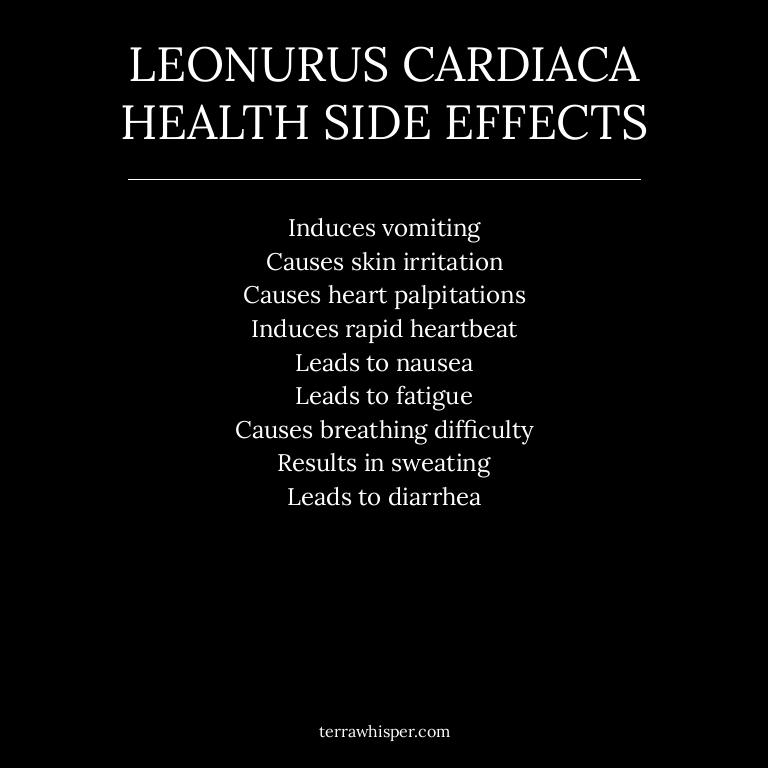 LEONURUS CARDIACA
HEALTH SIDE EFFECTS
Induces vomiting
Causes skin irritation
Causes heart palpitations
Induces rapid heartbeat
Leads to nausea
Leads to fatigue
Causes breathing difficulty
Results in sweating
Leads to diarrhea
terrawhisper.com